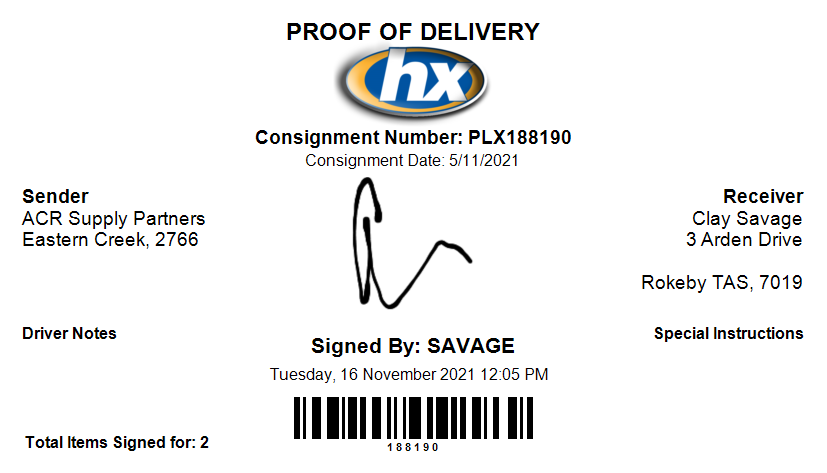 PROOF OF DELIVERY
hx
Consignment Number: PLX188190
Consignment Date: 5/11/2021
Sender
ACR Supply Partners
Eastern Creek, 2766
Receiver
Clay Savage
3 Arden Drive
Rokeby TAS, 7019
Driver Notes
Special Instructions
Signed By: SAVAGE
Tuesday, 16 November 2021 12:05 PM
188190
Total Items Signed for: 2